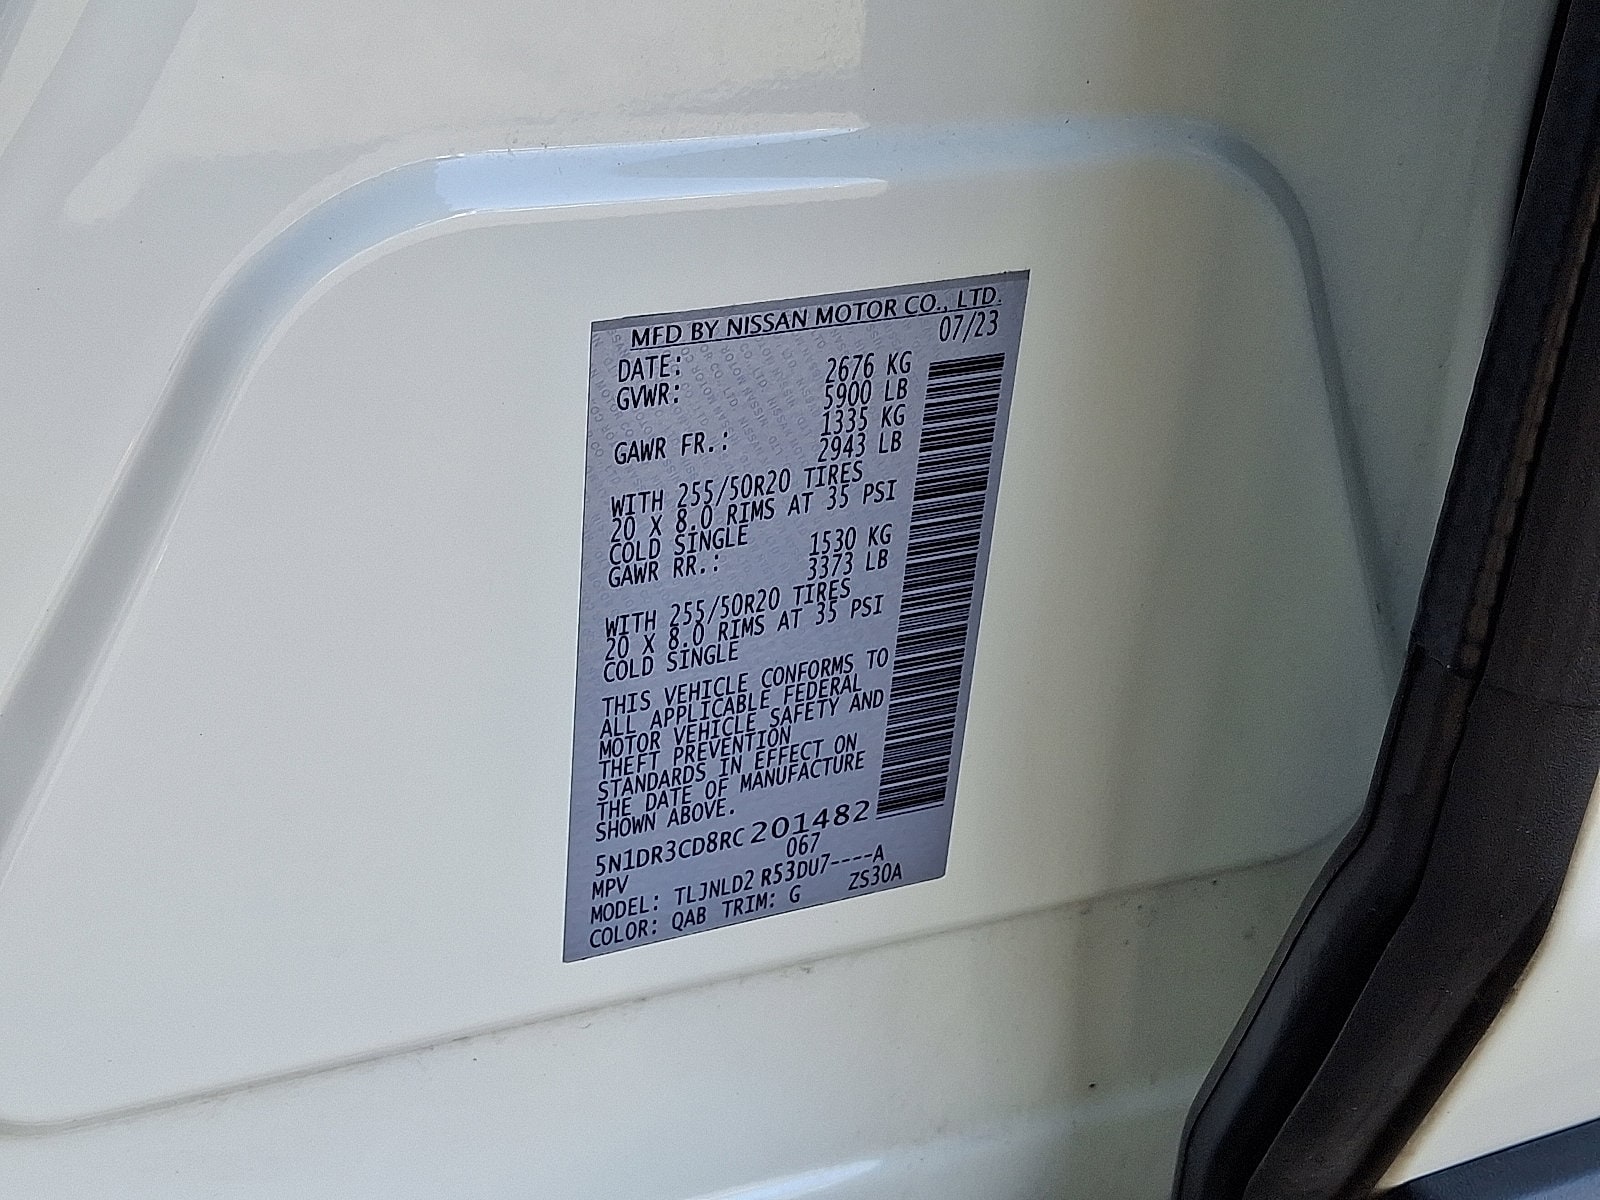 MFD BY NISSAN MOTOR CO., LTD.
DATE: 07/23
GVWR: 2676 KG
5900 LB
GAWR FR.: 1335 KG
2943 LB
WITH 255/50R20 TIRES
20 X 8.0 RIMS AT 35 PSI
COLD SINGLE
GAWR RR.: 1530 KG
3373 LB
WITH 255/50R20 TIRES
20 X 8.0 RIMS AT 35 PSI
COLD SINGLE
THIS VEHICLE CONFORMS TO
ALL APPLICABLE FEDERAL
MOTOR VEHICLE SAFETY AND
THEFT PREVENTION
STANDARDS IN EFFECT ON
THE DATE OF MANUFACTURE
SHOWN ABOVE.
5N1DR3CD8RC201482
MPV 067
MODEL: TLJNLD2 R53DU7----A
COLOR: QAB TRIM: G ZS30A